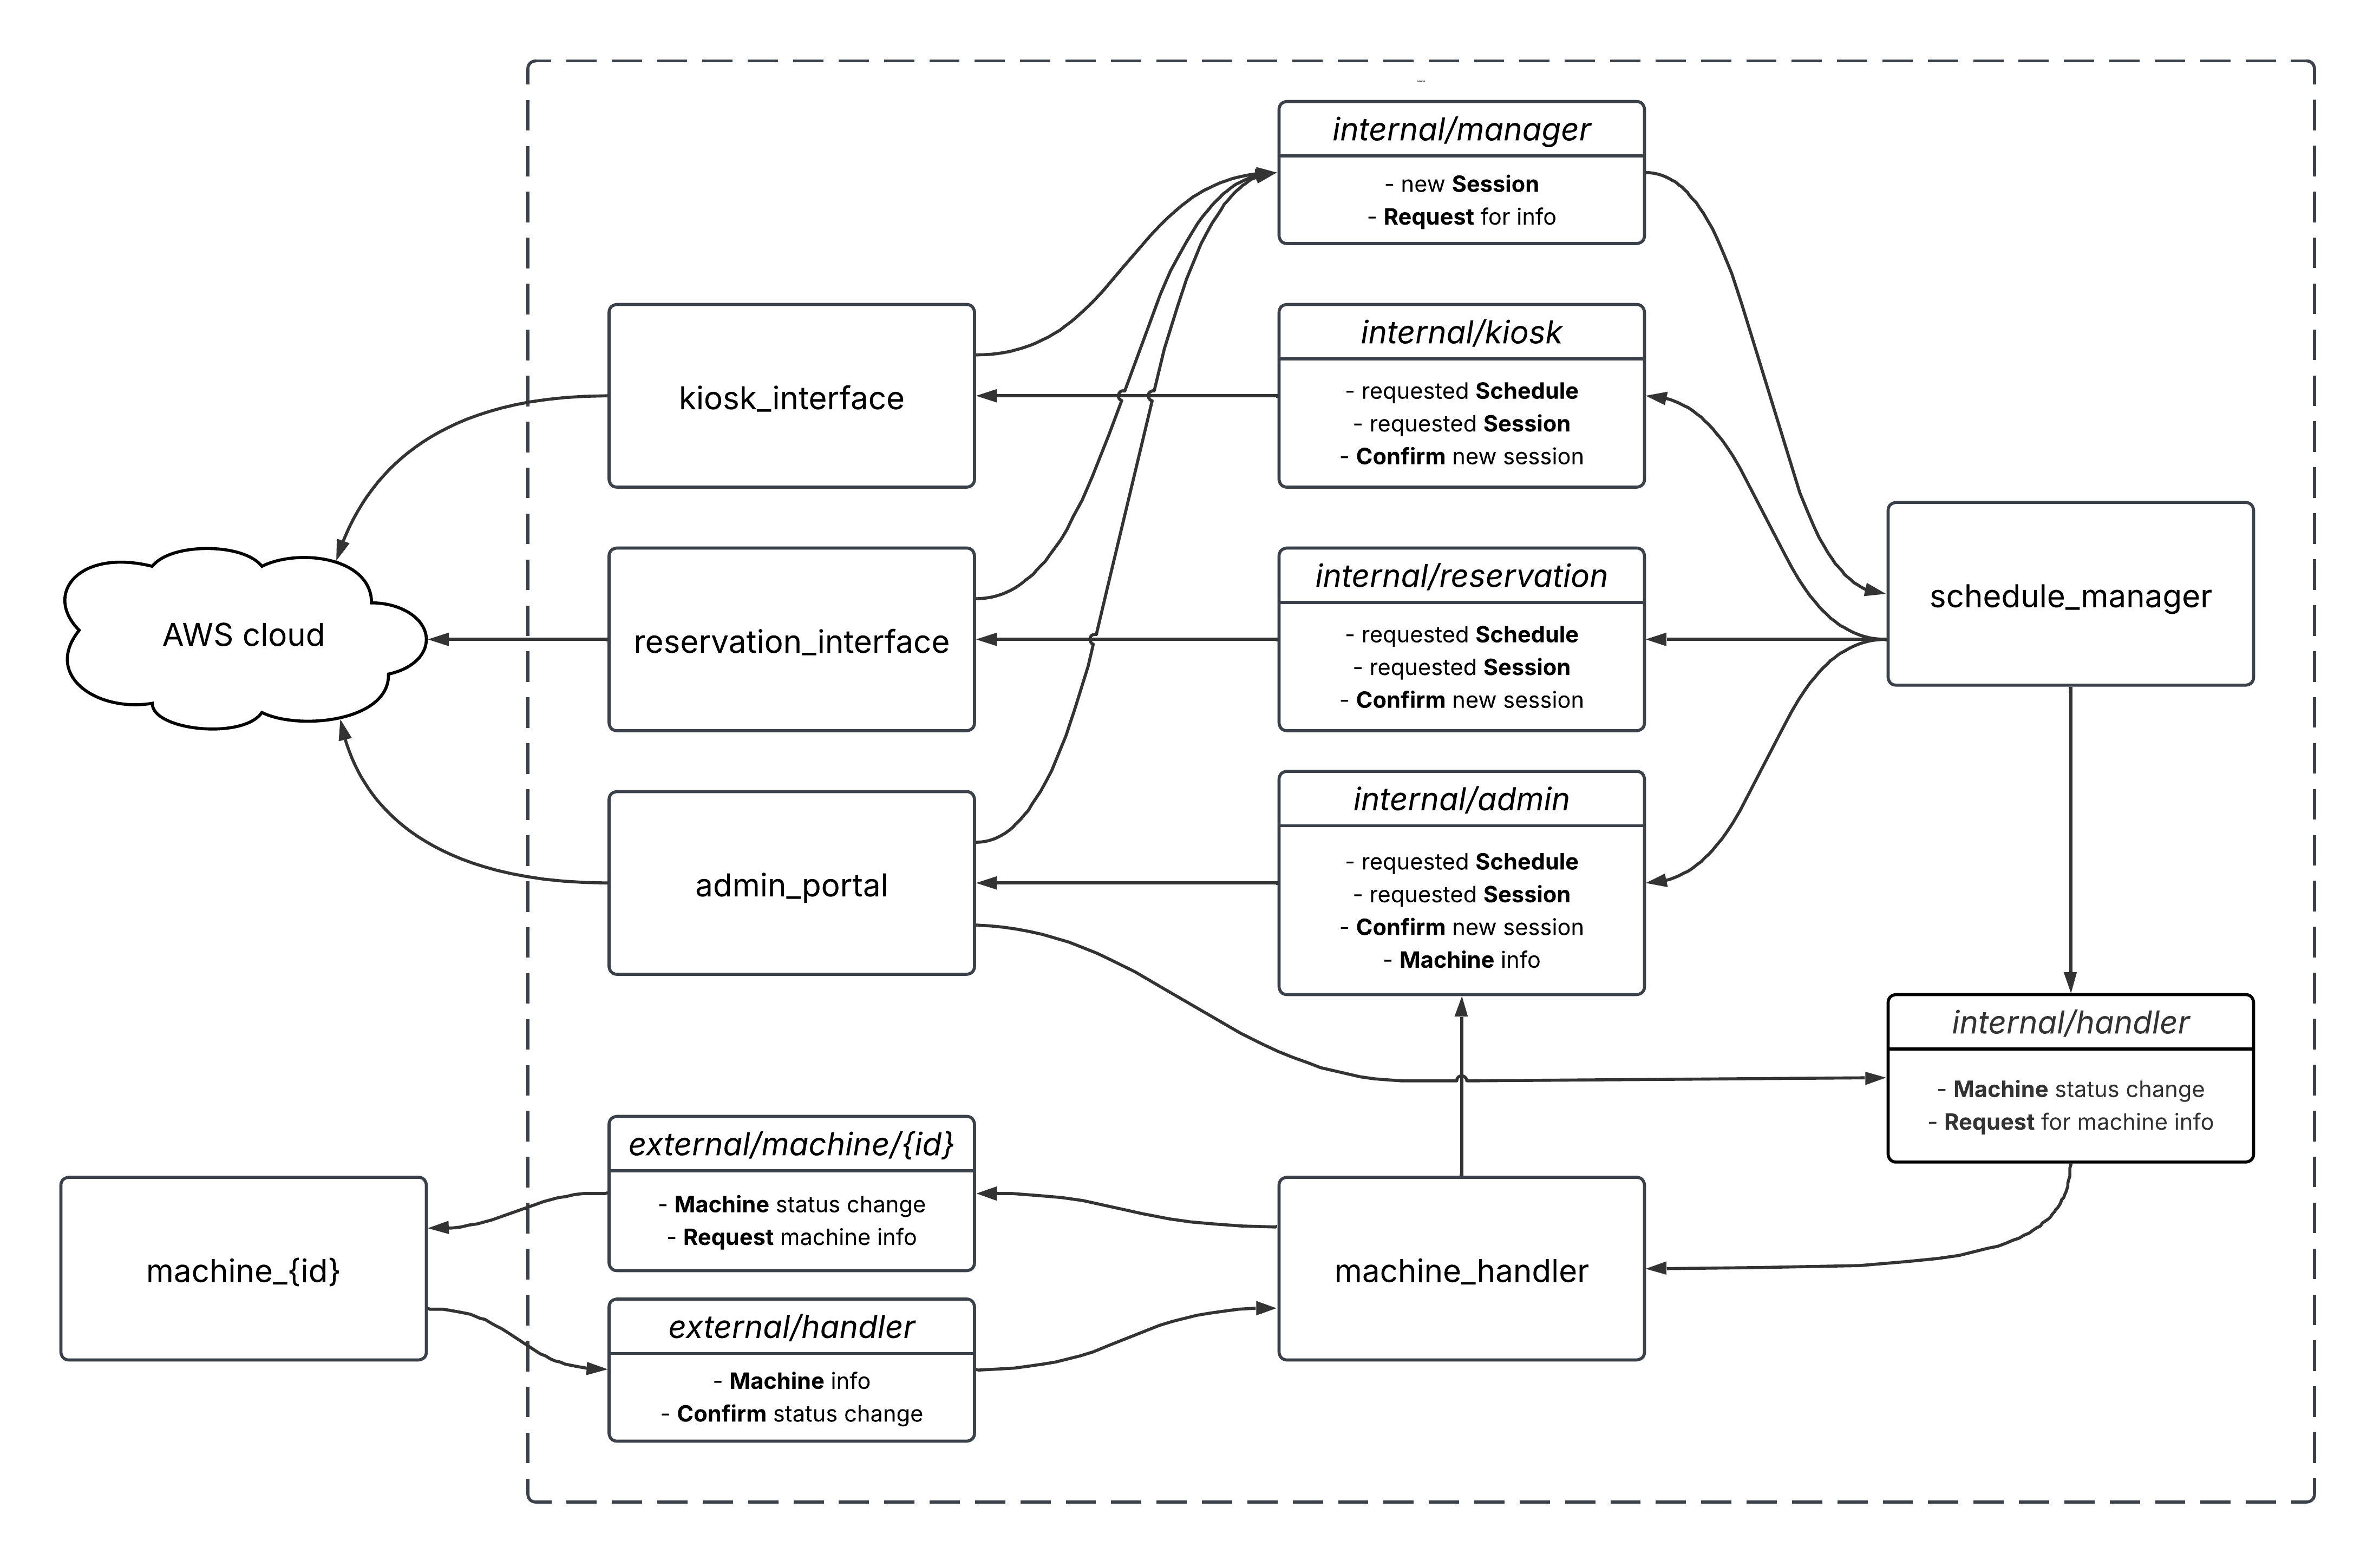 internal/manager
- new Session
- Request for info
internal/kiosk
- requested Schedule
- requested Session
- Confirm new session
kiosk_interface
internal/reservation
- requested Schedule
- requested Session
- Confirm new session
schedule_manager
AWS cloud
reservation_interface
internal/admin
- requested Schedule
- requested Session
- Confirm new session
- Machine info
admin_portal
internal/handler
- Machine status change
- Request for machine info
external/machine/{id}
- Machine status change
- Request machine info
machine_{id}
machine_handler
external/handler
- Machine info
- Confirm status change